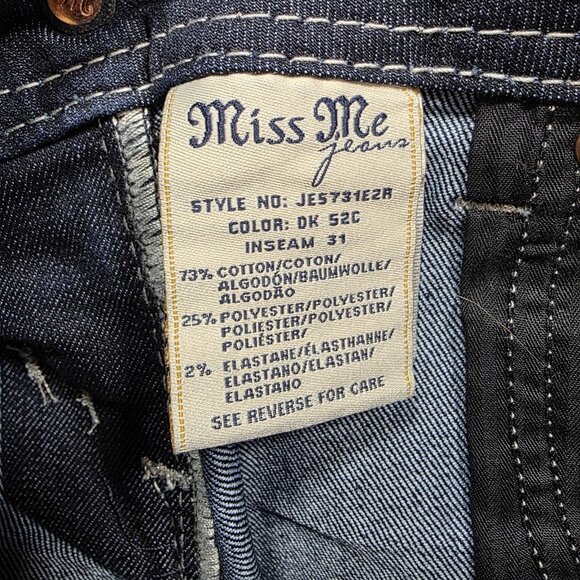 Miss Me
jeans
STYLE NO: JE5731E2R
COLOR: DK 52C
INSEAM 31
73% COTTON/COTON/
ALGODÓN/BAUMWOLLE/
ALGODÃO
25% POLYESTER/POLYESTER/
POLIESTER/POLYESTER/
POLIÉSTER/
2% ELASTANE/ÉLASTHANNE/
ELASTANO/ELASTAN/
ELASTANO
SEE REVERSE FOR CARE